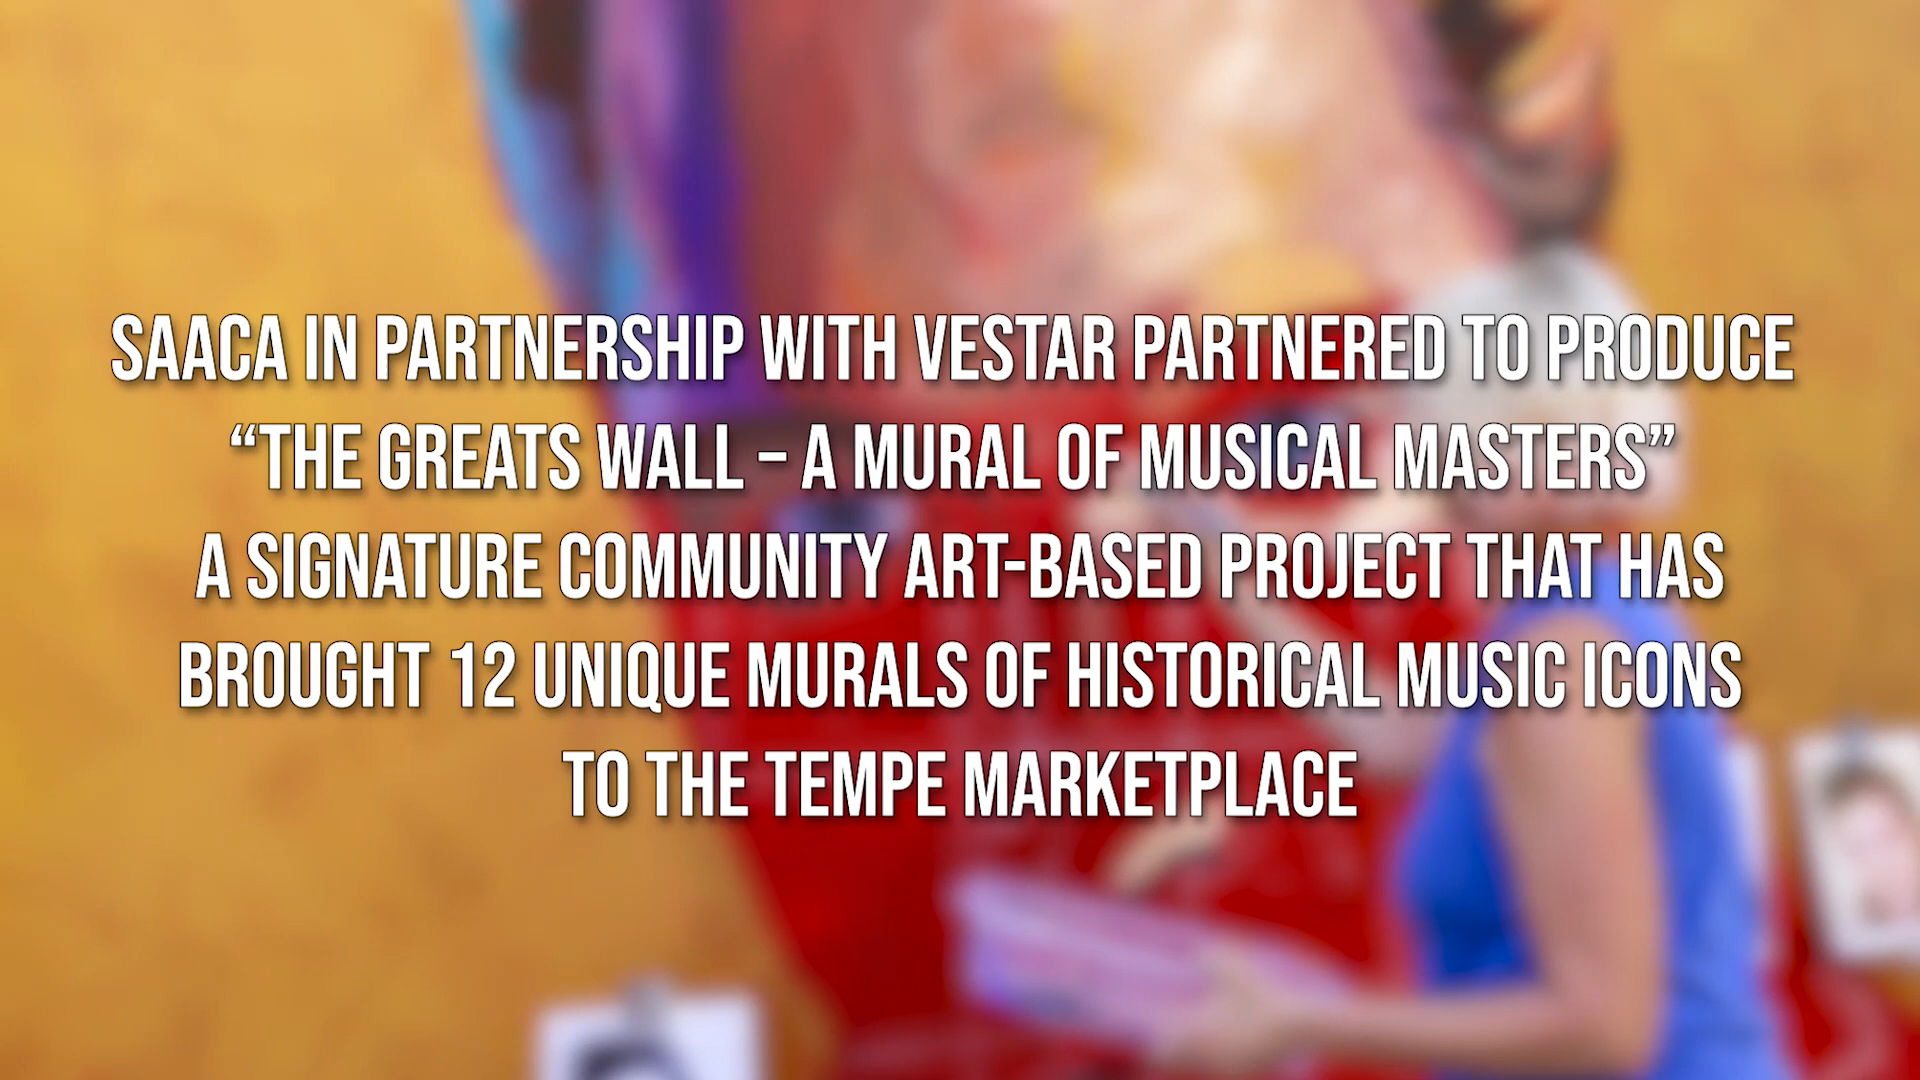 SAACA IN PARTNERSHIP WITH VESTAR PARTNERED TO PRODUCE
“THE GREATS WALL – A MURAL OF MUSICAL MASTERS”
A SIGNATURE COMMUNITY ART-BASED PROJECT THAT HAS
BROUGHT 12 UNIQUE MURALS OF HISTORICAL MUSIC ICONS
TO THE TEMPE MARKETPLACE